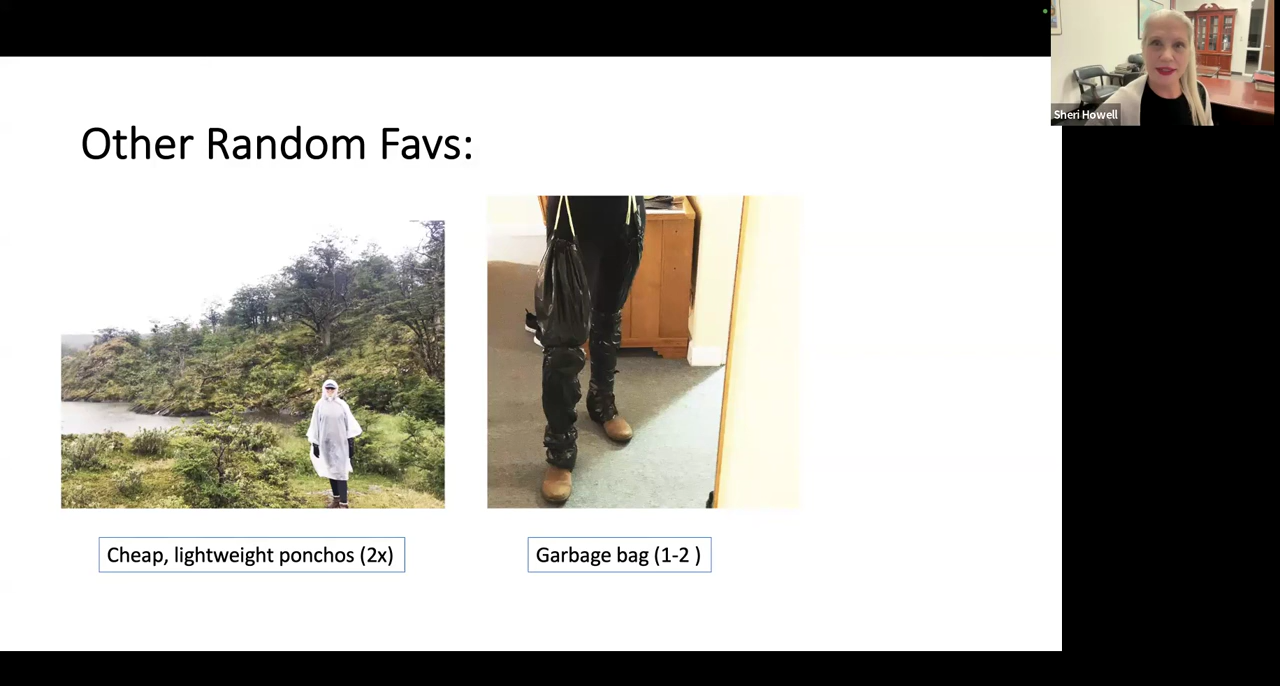 Sheri Howell
Other Random Favs:
Cheap, lightweight ponchos (2x)
Garbage bag (1-2 )